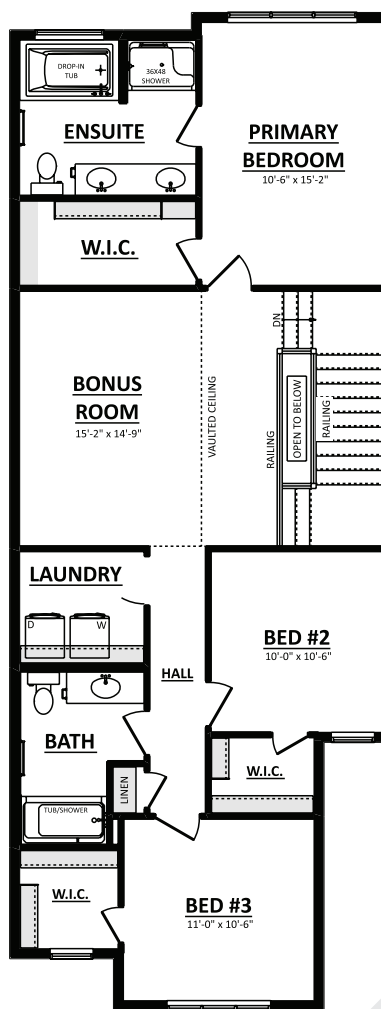 DROP-IN
TUB
36X48
SHOWER
ENSUITE
PRIMARY
BEDROOM
10'-6" x 15'-2"
W.I.C.
DN
BONUS
ROOM
15'-2" x 14'-9"
VAULTED CEILING
RAILING
OPEN TO BELOW
RAILING
LAUNDRY
D
W
BED #2
10'-0" x 10'-6"
HALL
BATH
LINEN
W.I.C.
TUB/SHOWER
W.I.C.
BED #3
11'-0" x 10'-6"